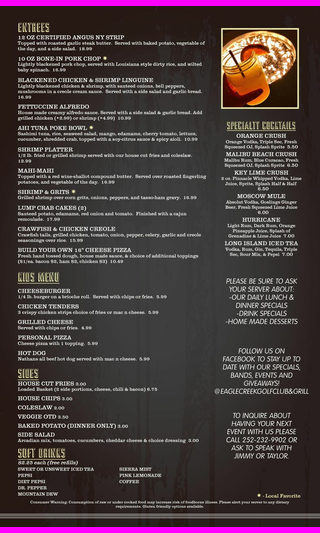 ENTREES
12 OZ CERTIFIED ANGUS NY STRIP
Topped with roasted garlic steak butter. Served with baked potato, vegetable of
the day, and a side salad. 18.99
10 OZ BONE-IN PORK CHOP
Lightly blackened pork chop, served with Louisiana style dirty rice, and wilted
baby spinach. 15.99
BLACKENED CHICKEN & SHRIMP LINGUINE
Lightly blackened chicken & shrimp, with sauteed onions, bell peppers,
mushrooms in a creole cream sauce. Served with a side salad and garlic bread.
16.99
FETTUCINE ALFREDO
House made creamy alfredo sauce. Served with a side salad & garlic bread. Add
grilled chicken (+3.99) or shrimp (+4.99) 10.99
AHI TUNA POKE BOWL
Sashimi tuna, rice, seaweed salad, mango, edamame, cherry tomato, lettuce,
cucumber, shredded crab, topped with a soy-citrus sauce & spicy aioli. 10.99
SHRIMP PLATTER
1/2 lb. fried or grilled shrimp served with our house cut fries and coleslaw.
12.99
MAHI-MAHI
Topped with a red wine-shallot compound butter. Served over roasted fingerling
potatoes, and vegetable of the day. 16.99
SHRIMP & GRITS
Grilled shrimp over corn grits, onions, peppers, and tasso-ham gravy. 16.99
LUMP CRAB CAKES (2)
Sauteed potato, edamame, red onion and tomato. Finished with a cajun
remoulade. 17.99
CRAWFISH & CHICKEN CREOLE
Crawfish tails, grilled chicken, tomato, onion, pepper, celery, garlic and creole
seasonings over rice. 15.99
BUILD YOUR OWN 16" CHEESE PIZZA
Fresh hand tossed dough, house made sauce, & choice of additional toppings
($1/ea. bacon $2, ham $2, chicken $3) 10.49
KIDS MENU
CHEESEBURGER
1/4 lb. burger on a brioche roll. Served with chips or fries. 5.99
CHICKEN TENDERS
3 crispy chicken strips choice of fries or mac n cheese. 5.99
GRILLED CHEESE
Served with chips or fries. 4.99
PERSONAL PIZZA
Cheese pizza with 1 topping. 5.99
HOT DOG
Nathans all beef hot dog served with mac n cheese. 5.99
SIDES
HOUSE CUT FRIES 3.00
Loaded Basket (2 side portions, cheese, chili & bacon) 6.75
HOUSE CHIPS 3.00
COLESLAW 2.00
VEGGIE OTD 3.50
BAKED POTATO (DINNER ONLY) 3.00
SIDE SALAD
Arcadian mix, tomatoes, cucumbers, cheddar cheese & choice dressing 3.00
SOFT DRINKS
$2.25 each (free refills)
SWEET OR UNSWEET ICED TEA
PEPSI
DIET PEPSI
DR. PEPPER
MOUNTAIN DEW
SIERRA MIST
PINK LEMONADE
COFFEE
SPECIALTY COCKTAILS
ORANGE CRUSH
Orange Vodka, Triple Sec, Fresh
Squeezed OJ, Splash Sprite 5.50
MALIBU BEACH CRUSH
Malibu Rum, Blue Curacao, Fresh
Squeezed OJ, Splash Sprite 6.50
KEY LIME CRUSH
2 oz. Pinnacle Whipped Vodka, Lime
Juice, Sprite, Splash Half & Half
6.50
MOSCOW MULE
Absolut Vodka, Goslings Ginger
Beer, Fresh Squeezed Lime Juice
6.00
HURRICANE
Light Rum, Dark Rum, Orange
Pineapple Juice, Splash of
Grenadine & Lime Juice 7.00
LONG ISLAND ICED TEA
Vodka, Rum, Gin, Tequila, Triple
Sec, Sour Mix, & Pepsi 7.00
PLEASE BE SURE TO ASK
YOUR SERVER ABOUT:
-OUR DAILY LUNCH &
DINNER SPECIALS
-DRINK SPECIALS
-HOME MADE DESSERTS
FOLLOW US ON
FACEBOOK TO STAY UP TO
DATE WITH OUR SPECIALS,
BANDS, EVENTS AND
GIVEAWAYS!
@EAGLECREEKGOLFCLUB&GRILL
TO INQUIRE ABOUT
HAVING YOUR NEXT
EVENT WITH US PLEASE
CALL 252-232-9902 OR
ASK TO SPEAK WITH
JIMMY OR TAYLOR.
- Local Favorite
Consumer Warning: Consumption of raw or under cooked food may increase risk of foodborne illness. Please alert your server to any dietary
requirements. Gluten friendly options available.